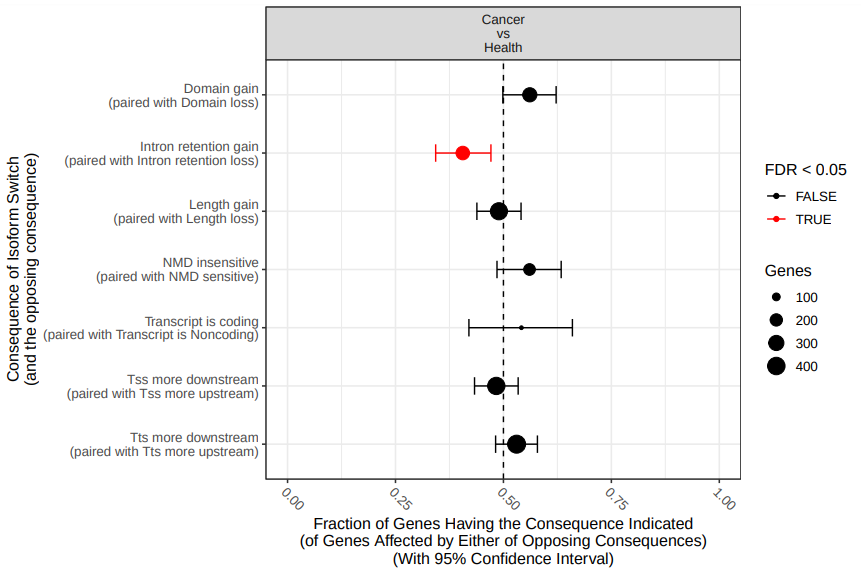 Cancer
vs
Health
Consequence of Isoform Switch
(and the opposing consequence)
Domain gain
(paired with Domain loss)
Intron retention gain
(paired with Intron retention loss)
Length gain
(paired with Length loss)
NMD insensitive
(paired with NMD sensitive)
Transcript is coding
(paired with Transcript is Noncoding)
Tss more downstream
(paired with Tss more upstream)
Tts more downstream
(paired with Tts more upstream)
0.00
0.25
0.50
0.75
1.00
Fraction of Genes Having the Consequence Indicated
(of Genes Affected by Either of Opposing Consequences)
(With 95% Confidence Interval)
FDR < 0.05
FALSE
TRUE
Genes
100
200
300
400